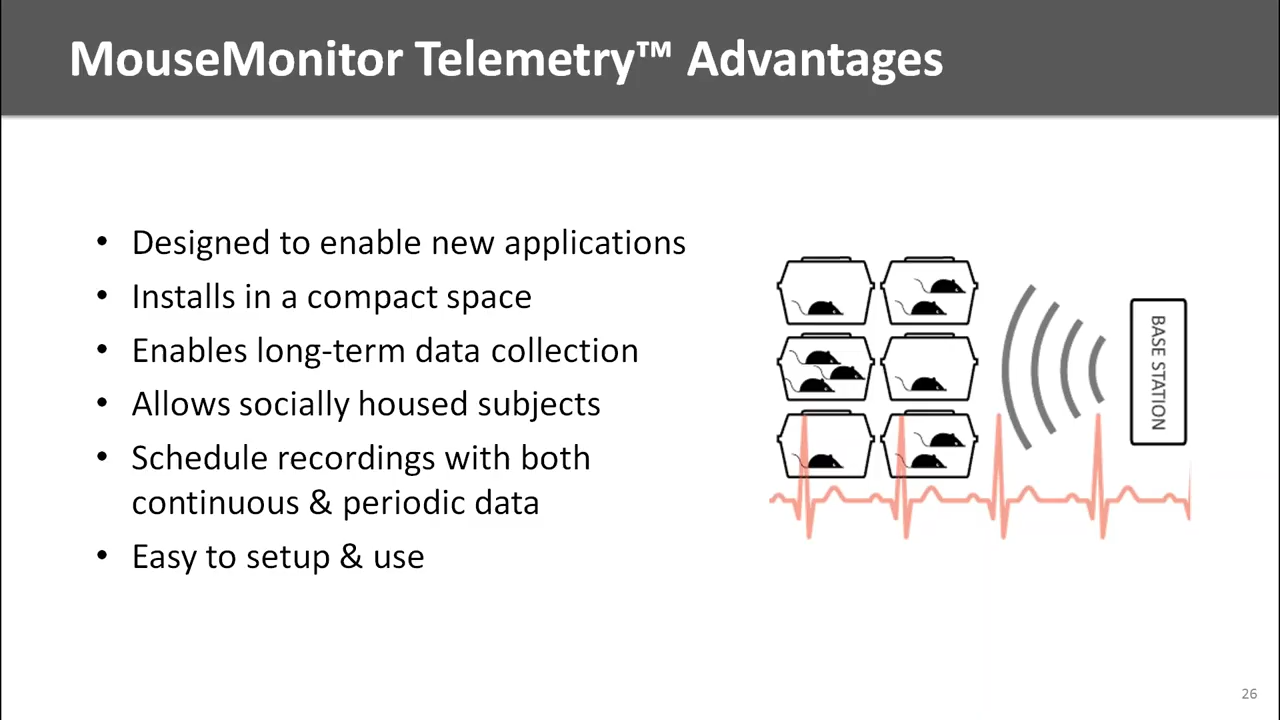 MouseMonitor Telemetry™ Advantages
• Designed to enable new applications
• Installs in a compact space
• Enables long-term data collection
• Allows socially housed subjects
• Schedule recordings with both
continuous & periodic data
• Easy to setup & use
BASE STATION
26